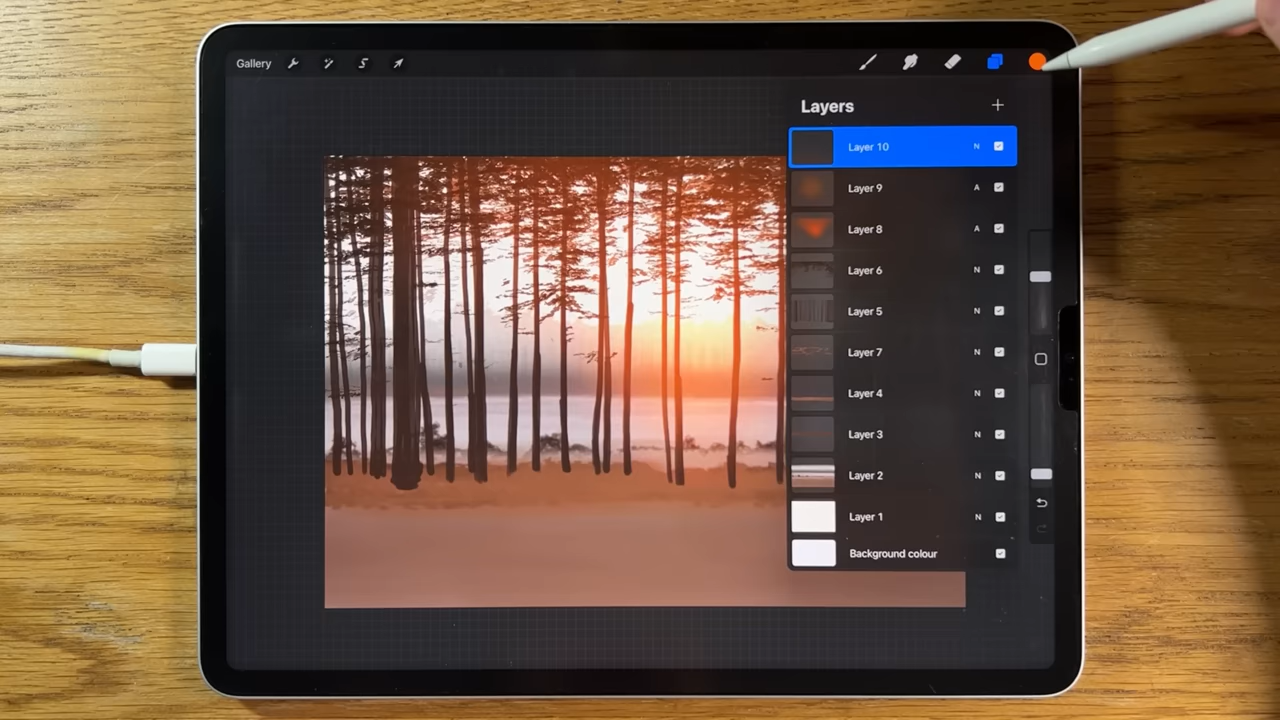 Gallery
Layers
Layer 10 N
Layer 9 A
Layer 8 A
Layer 6 N
Layer 5 N
Layer 7 N
Layer 4 N
Layer 3 N
Layer 2 N
Layer 1 N
Background colour